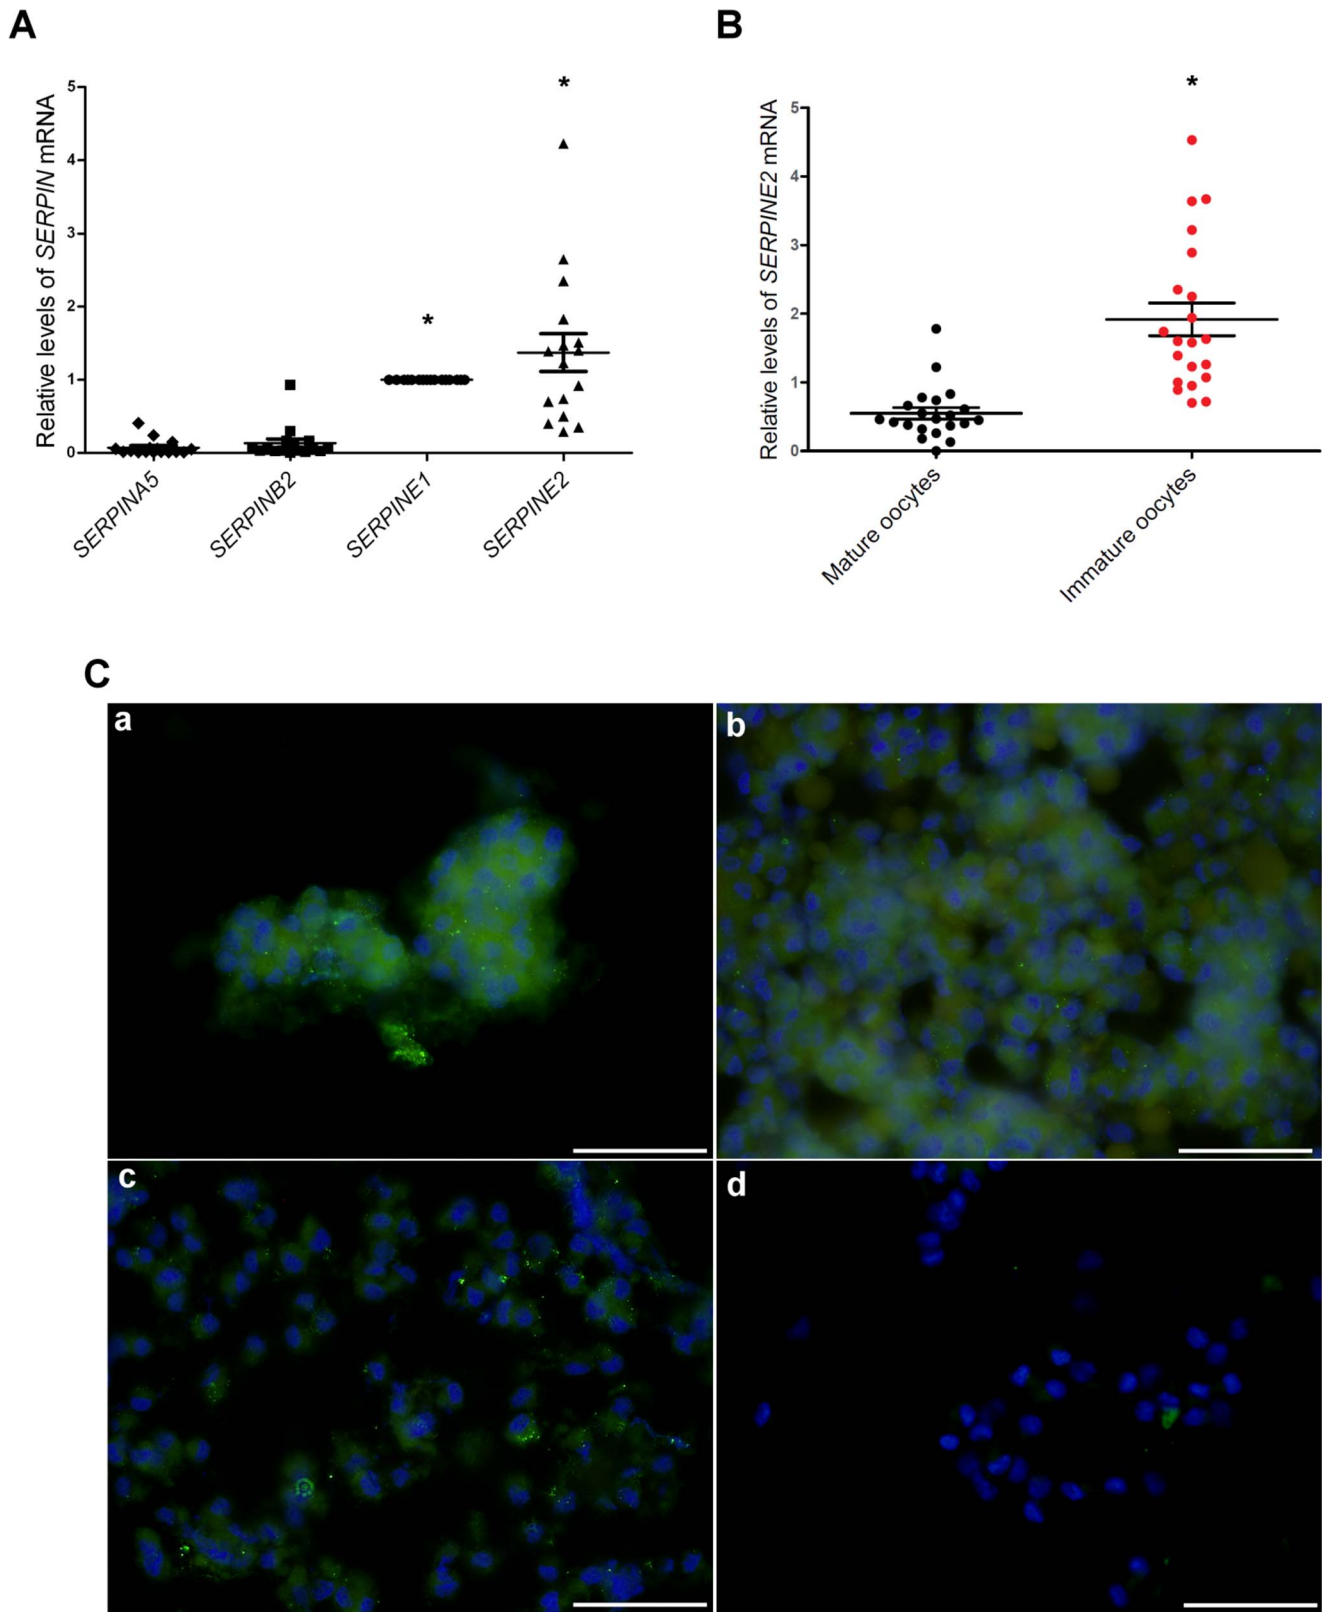 A
B
Relative levels of SERPIN mRNA
5
4
3
2
1
0
*
*
SERPINA5
SERPINB2
SERPINE1
SERPINE2
Relative levels of SERPINE2 mRNA
5
4
3
2
1
0
*
Mature oocytes
Immature oocytes
C
a
b
c
d